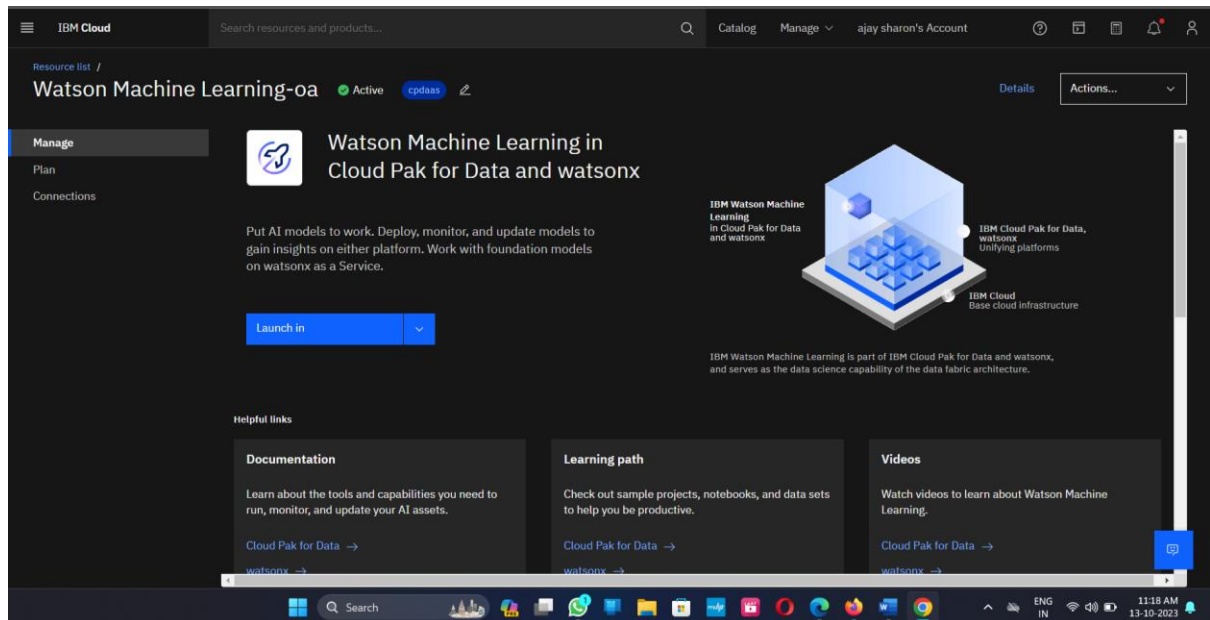 IBM Cloud
Search resources and products...
Catalog
Manage
ajay sharon's Account
Resource list /
Watson Machine Learning-oa
Active
cpdaas
Details
Actions...
Manage
Plan
Connections
Watson Machine Learning in
Cloud Pak for Data and watsonx
Put AI models to work. Deploy, monitor, and update models to
gain insights on either platform. Work with foundation models
on watsonx as a Service.
Launch in
IBM Watson Machine
Learning
in Cloud Pak for Data
and watsonx
IBM Cloud Pak for Data,
watsonx
Unifying platforms
IBM Cloud
Base cloud infrastructure
IBM Watson Machine Learning is part of IBM Cloud Pak for Data and watsonx,
and serves as the data science capability of the data fabric architecture.
Helpful links
Documentation
Learn about the tools and capabilities you need to
run, monitor, and update your AI assets.
Cloud Pak for Data →
watsonx →
Learning path
Check out sample projects, notebooks, and data sets
to help you be productive.
Cloud Pak for Data →
watsonx →
Videos
Watch videos to learn about Watson Machine
Learning.
Cloud Pak for Data →
watsonx →
Search
ENG
IN
11:18 AM
13-10-2023